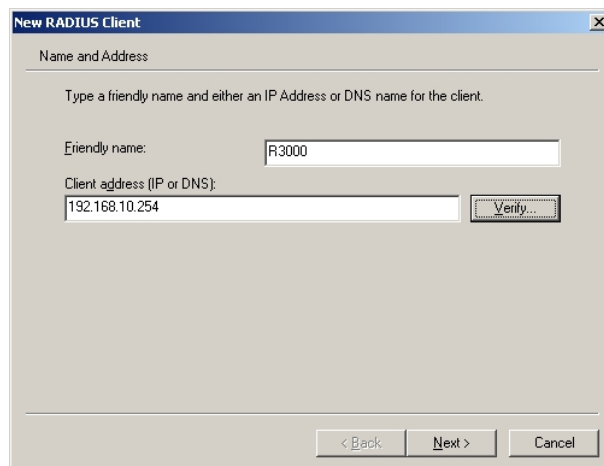 New RADIUS Client
Name and Address
Type a friendly name and either an IP Address or DNS name for the client.
Friendly name:
R3000
Client address (IP or DNS):
192.168.10.254
Verify...
< Back
Next >
Cancel